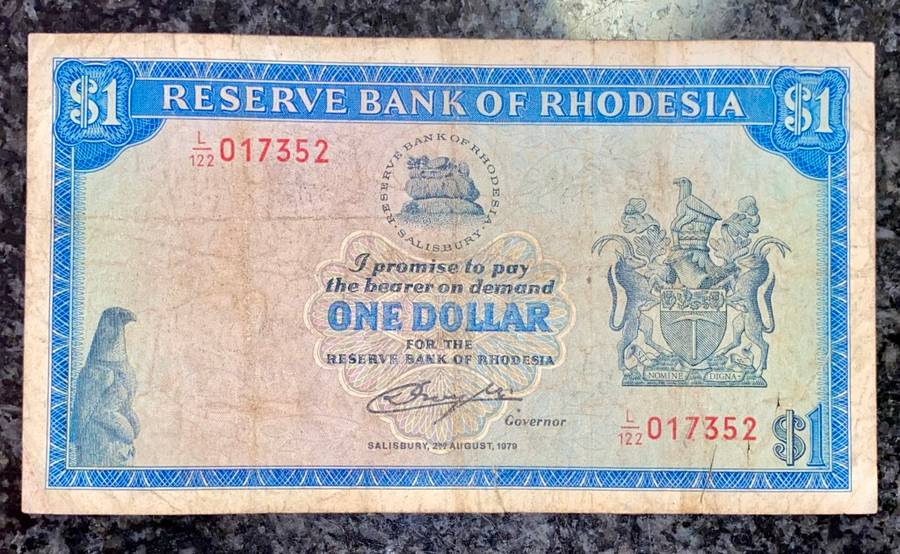 $1 RESERVE BANK OF RHODESIA $1
L/122 017352
RESERVE BANK OF RHODESIA
· SALISBURY ·
I promise to pay
the bearer on demand
ONE DOLLAR
FOR THE
RESERVE BANK OF RHODESIA
NOMINE DIGNA
Governor
L/122 017352 $1
SALISBURY, 2ND AUGUST, 1979